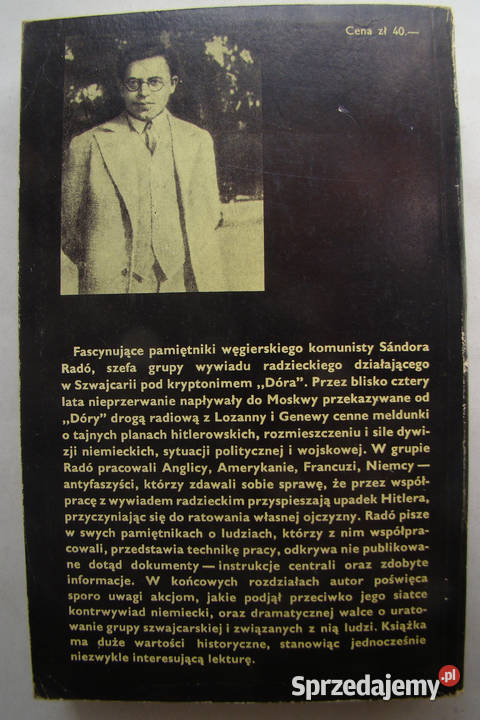 Cena zł 40.—
Fascynujące pamiętniki węgierskiego komunisty Sándora
Radó, szefa grupy wywiadu radzieckiego działającego
w Szwajcarii pod kryptonimem „Dóra”. Przez blisko cztery
lata nieprzerwanie napływały do Moskwy przekazywane od
„Dóry” drogą radiową z Lozanny i Genewy cenne meldunki
o tajnych planach hitlerowskich, rozmieszczeniu i sile dywi-
zji niemieckich, sytuacji politycznej i wojskowej. W grupie
Radó pracowali Anglicy, Amerykanie, Francuzi, Niemcy —
antyfaszyści, którzy zdawali sobie sprawę, że przez współ-
pracę z wywiadem radzieckim przyspieszają upadek Hitlera,
przyczyniając się do ratowania własnej ojczyzny. Radó pisze
w swych pamiętnikach o ludziach, którzy z nim współpra-
cowali, przedstawia technikę pracy, odkrywa nie publikowa-
ne dotąd dokumenty — instrukcje centrali oraz zdobyte
informacje. W końcowych rozdziałach autor poświęca
sporo uwagi akcjom, jakie podjął przeciwko jego siatce
kontrwywiad niemiecki, oraz dramatycznej walce o urato-
wanie grupy szwajcarskiej i związanych z nią ludzi. Książka
ma duże wartości historyczne, stanowiąc jednocześnie
niezwykle interesującą lekturę.
Sprzedajemy.pl